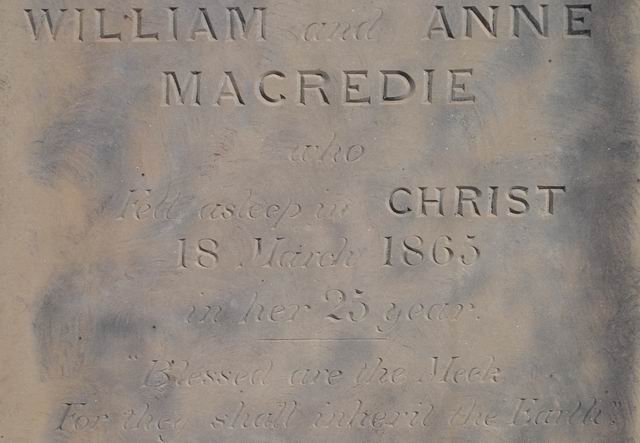 WILLIAM and ANNE
MACREDIE
who
Fell asleep in CHRIST
18 March 1865
in her 25 year.
"Blessed are the Meek
For they shall inherit the Earth".